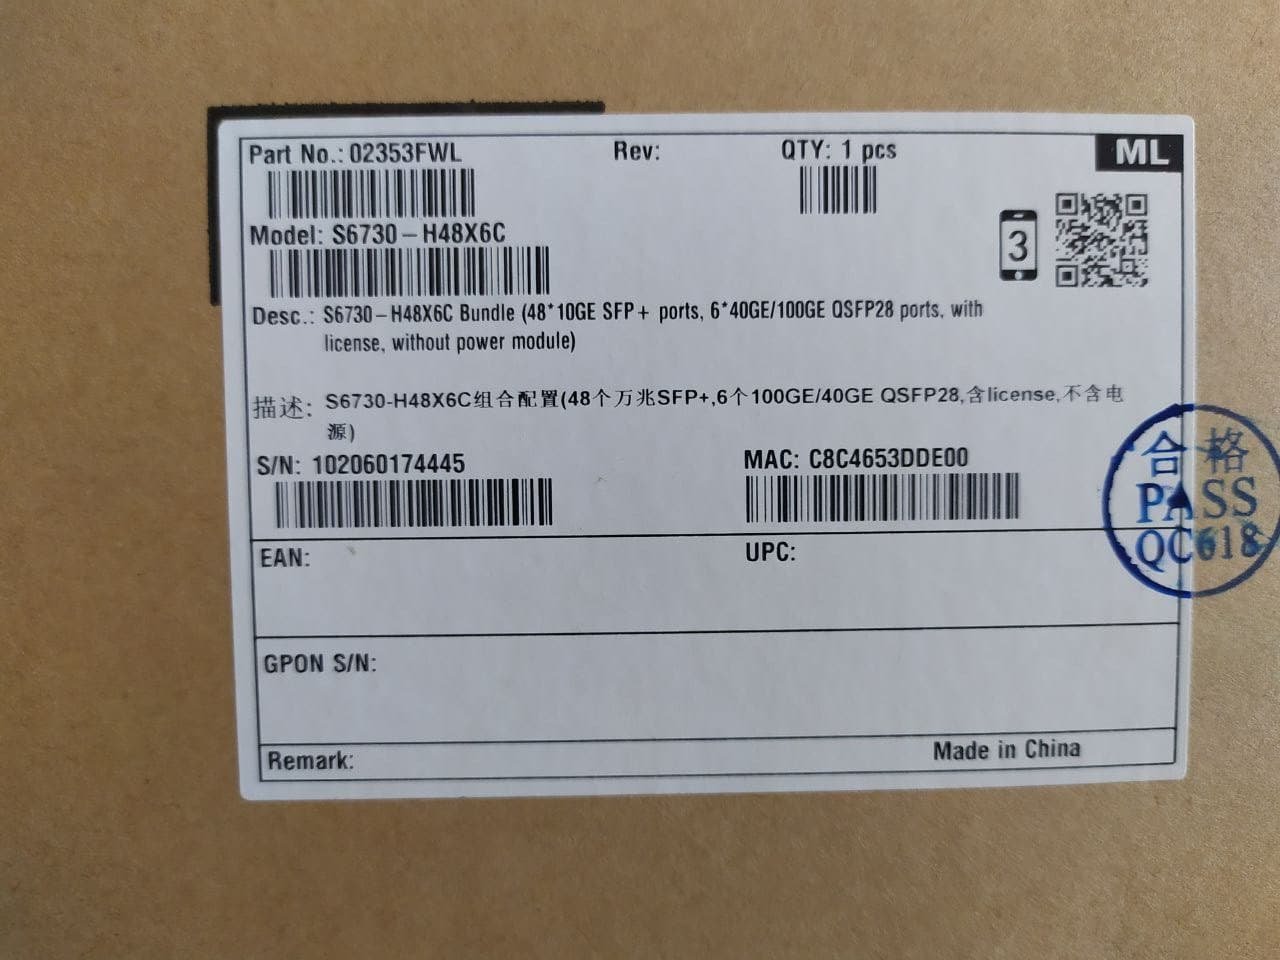 Part No.: 02353FWL Rev: QTY: 1 pcs ML
Model: S6730-H48X6C
3
Desc.: S6730-H48X6C Bundle (48*10GE SFP+ ports, 6*40GE/100GE QSFP28 ports, with
license, without power module)
描述: S6730-H48X6C组合配置(48个万兆SFP+,6个100GE/40GE QSFP28,含license,不含电
源)
S/N: 102060174445 MAC: C8C4653DDE00
合格
PASS
QC618
EAN: UPC:
GPON S/N:
Remark: Made in China